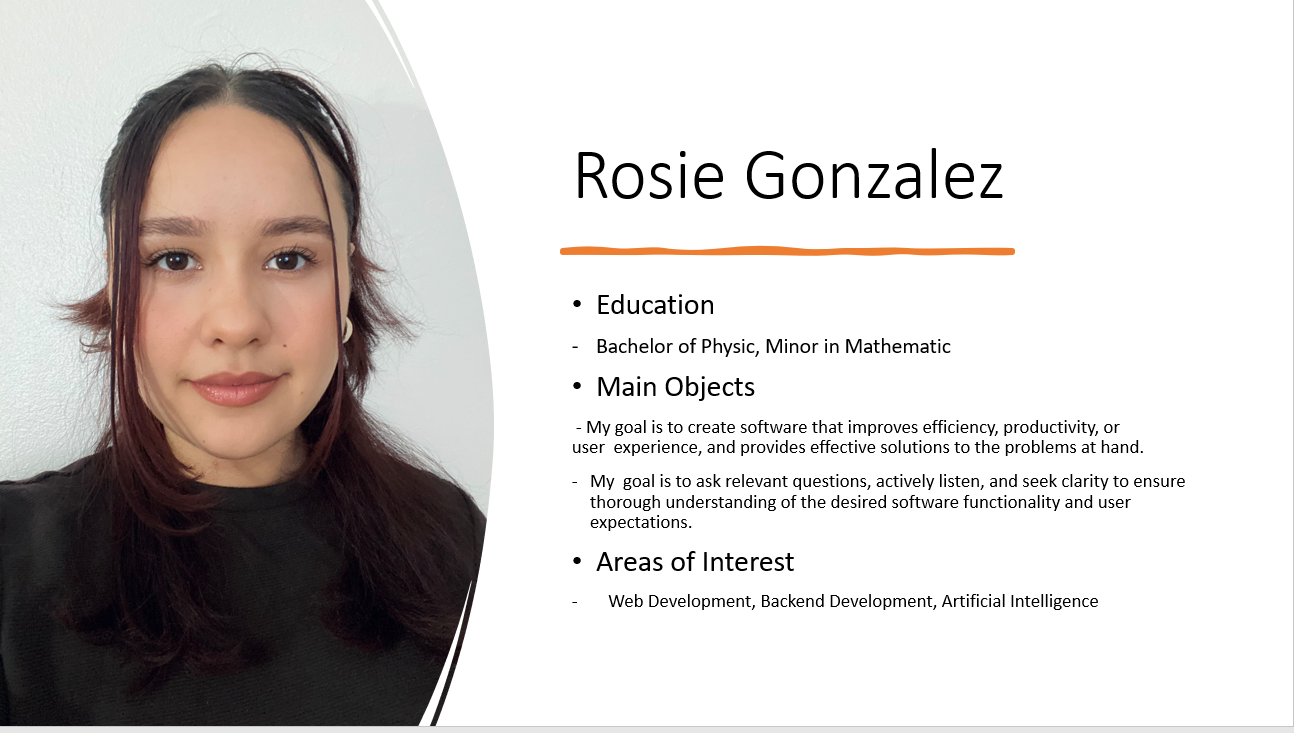 Rosie Gonzalez
• Education
- Bachelor of Physic, Minor in Mathematic
• Main Objects
- My goal is to create software that improves efficiency, productivity, or
user  experience, and provides effective solutions to the problems at hand.
- My  goal is to ask relevant questions, actively listen, and seek clarity to ensure
thorough understanding of the desired software functionality and user
expectations.
• Areas of Interest
- Web Development, Backend Development, Artificial Intelligence